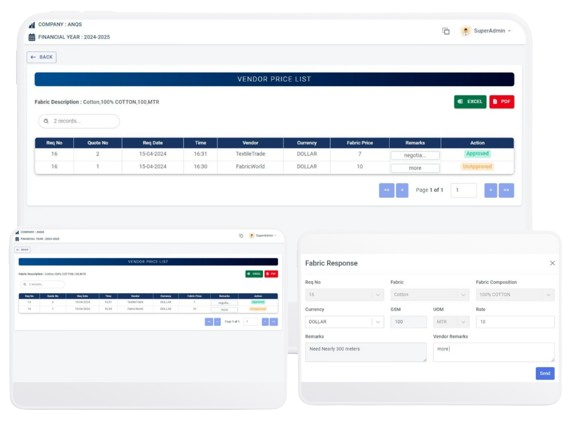 COMPANY : ANQS
FINANCIAL YEAR : 2024-2025
SuperAdmin
← BACK
VENDOR PRICE LIST
Fabric Description : Cotton,100% COTTON,100,MTR
EXCEL PDF
2 records...
Req No Quote No Req Date Time Vendor Currency Fabric Price Remarks Action
16 2 15-04-2024 16:31 TextileTrade DOLLAR 7 negotia... Approved
16 1 15-04-2024 16:30 FabricWorld DOLLAR 10 more UnApproved
<< < Page 1 of 1 1 > >>
COMPANY : ANQS
FINANCIAL YEAR : 2024-2025
SuperAdmin
← BACK
VENDOR PRICE LIST
Fabric Description : Cotton,100% COTTON,100,MTR
EXCEL PDF
2 records...
Req No Quote No Req Date Time Vendor Currency Fabric Price Remarks Action
16 2 15-04-2024 16:31 TextileTrade DOLLAR 7 negotia... Approved
16 1 15-04-2024 16:30 FabricWorld DOLLAR 10 more UnApproved
<< < Page 1 of 1 1 > >>
Fabric Response
Req No Fabric Fabric Composition
16 Cotton 100% COTTON
Currency GSM UOM Rate
DOLLAR 100 MTR 10
Remarks Vendor Remarks
Need Nearly 300 meters more
Send